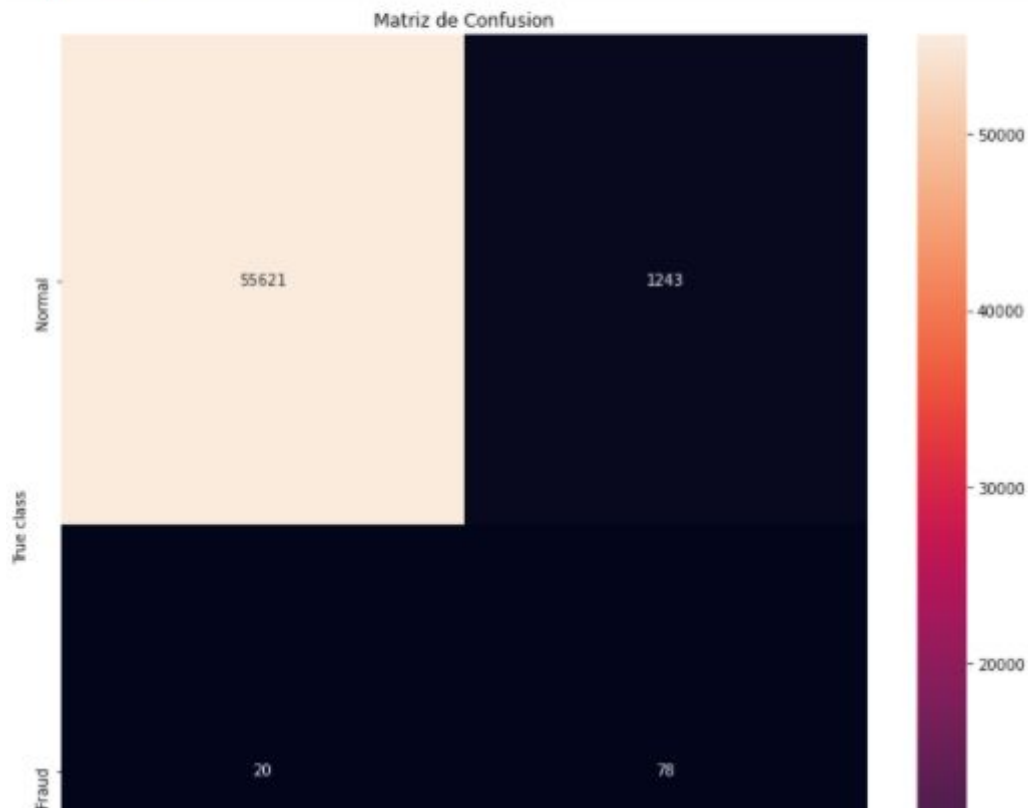 Matriz de Confusion
50000
Normal
55621
1243
40000
30000
True class
20000
Fraud
20
78